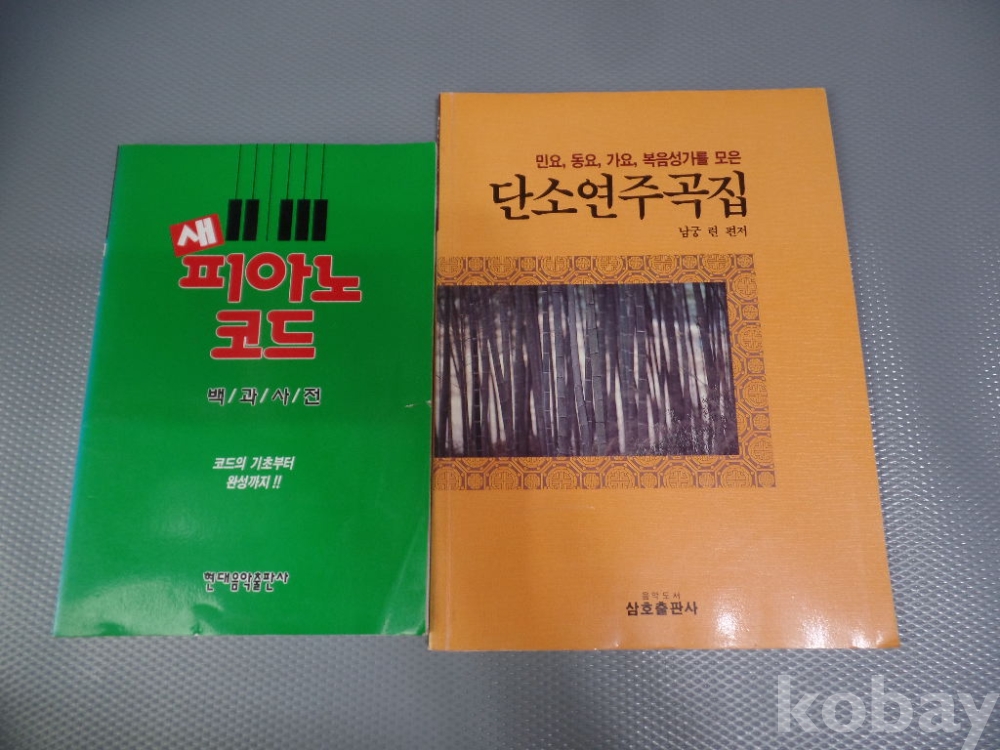 새
피아노
코드
백/과/사/전
코드의 기초부터
완성까지!!
현대음악출판사
민요, 동요, 가요, 복음성가를 모은
단소연주곡집
남궁 련 편저
음악도서
삼호출판사
kobay